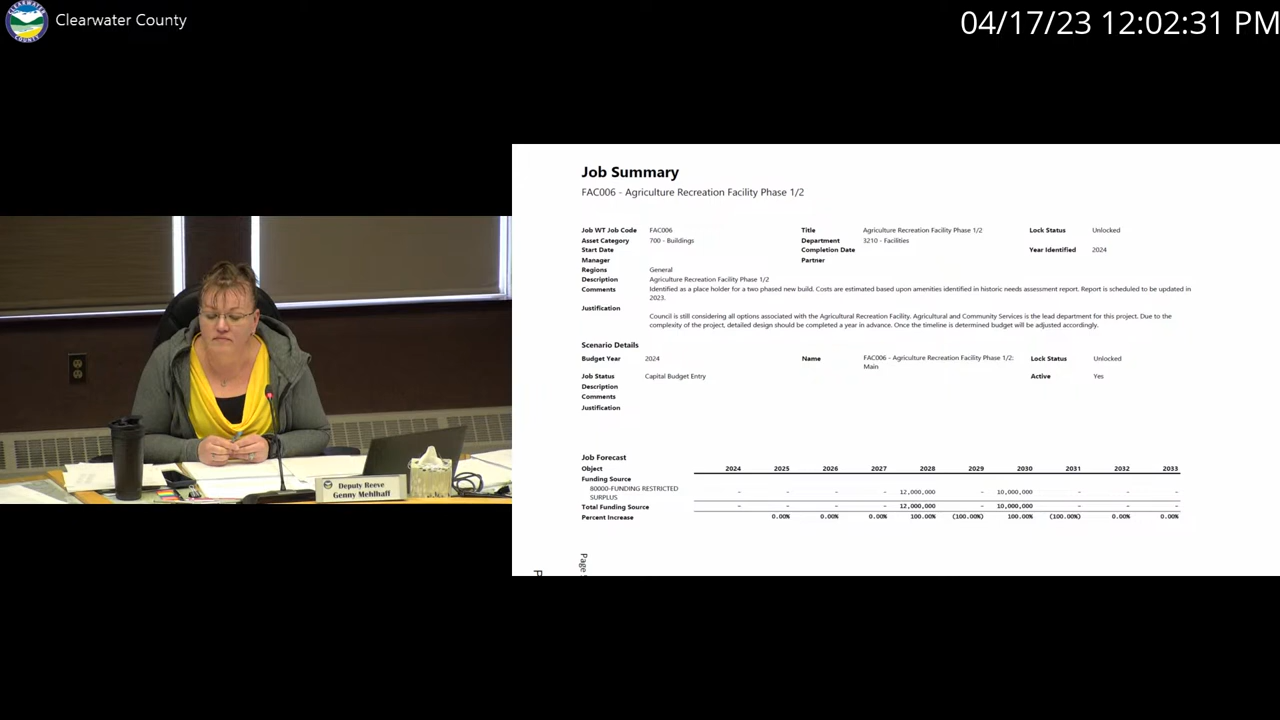 Clearwater County
04/17/23 12:02:31 PM
Deputy Reeve
Genny Mehlhaff
Job Summary
FAC006 - Agriculture Recreation Facility Phase 1/2
Job WT Job Code FAC006 Title Agriculture Recreation Facility Phase 1/2 Lock Status Unlocked
Asset Category 700 - Buildings Department 3210 - Facilities
Start Date Completion Date Year Identified 2024
Manager Partner
Regions General
Description Agriculture Recreation Facility Phase 1/2
Comments Identified as a place holder for a two phased new build. Costs are estimated based upon amenities identified in historic needs assessment report. Report is scheduled to be updated in
2023.
Justification
Council is still considering all options associated with the Agricultural Recreation Facility. Agricultural and Community Services is the lead department for this project. Due to the
complexity of the project, detailed design should be completed a year in advance. Once the timeline is determined budget will be adjusted accordingly.
Scenario Details
Budget Year 2024 Name FAC006 - Agriculture Recreation Facility Phase 1/2: Lock Status Unlocked
Main
Job Status Capital Budget Entry Active Yes
Description
Comments
Justification
Job Forecast
Object 2024 2025 2026 2027 2028 2029 2030 2031 2032 2033
Funding Source
80000-FUNDING RESTRICTED - - - - 12,000,000 - 10,000,000 - - -
SURPLUS
Total Funding Source - - - - 12,000,000 - 10,000,000 - - -
Percent Increase 0.00% 0.00% 0.00% 100.00% (100.00%) 100.00% (100.00%) 0.00% 0.00%
Page
P